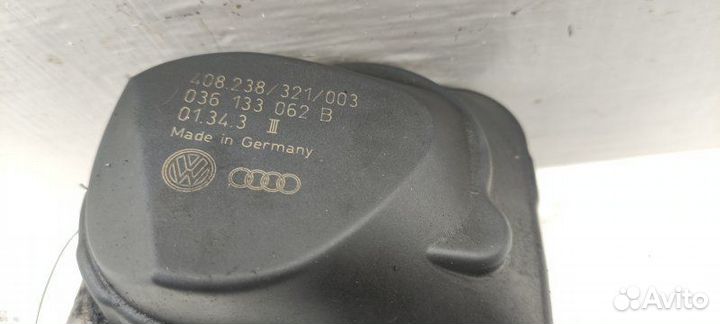 408.238/321/003
036 133 062 B
01.34.3 III
Made in Germany
Avito